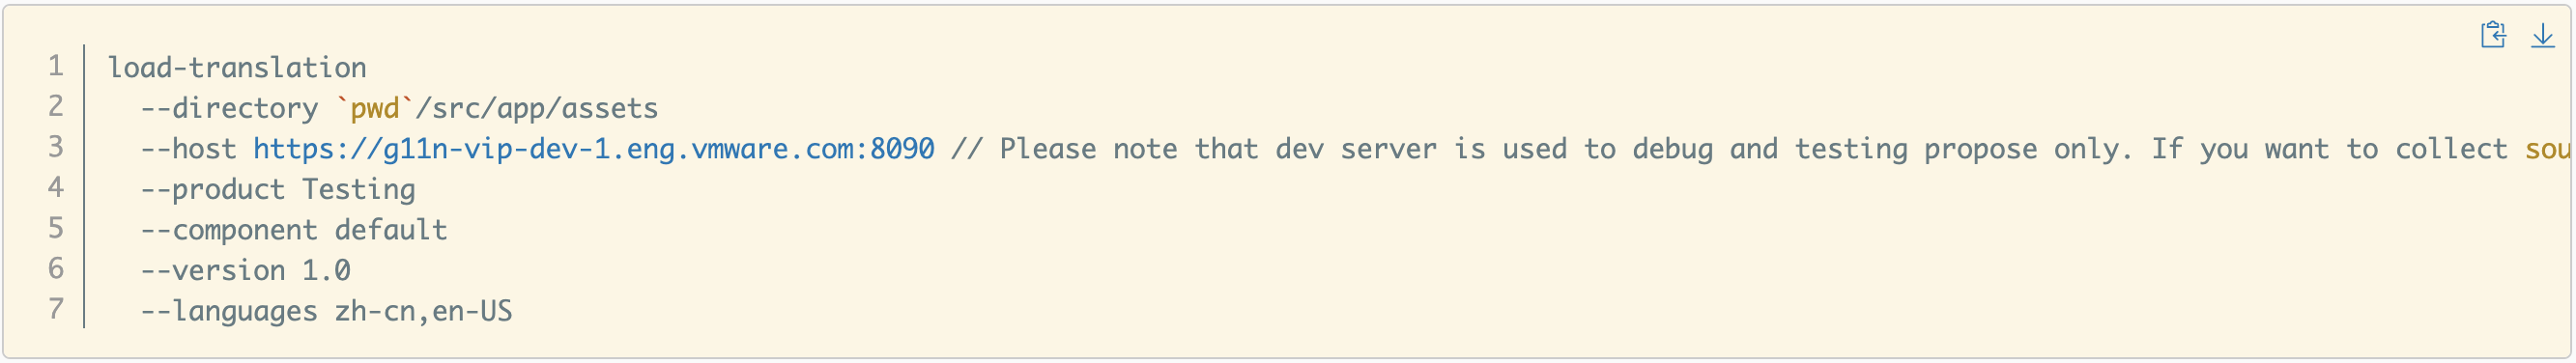 1 load-translation
2 --directory `pwd`/src/app/assets
3 --host https://g11n-vip-dev-1.eng.vmware.com:8090 // Please note that dev server is used to debug and testing propose only. If you want to collect sou
4 --product Testing
5 --component default
6 --version 1.0
7 --languages zh-cn,en-US